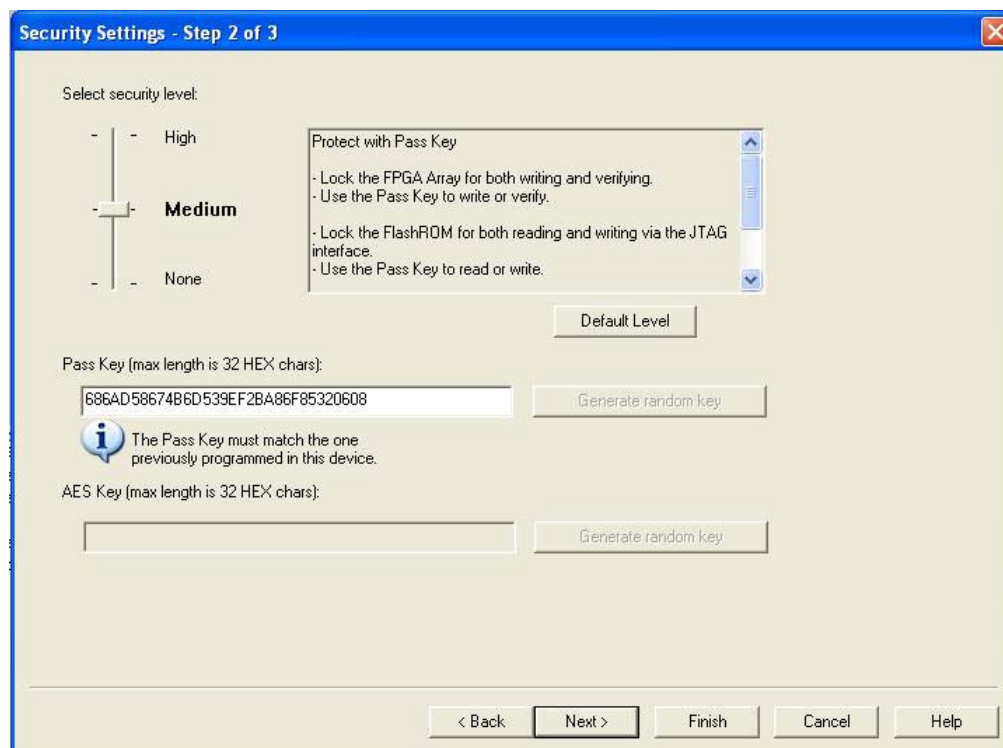 Security Settings - Step 2 of 3
Select security level:
High
Medium
None
Protect with Pass Key
- Lock the FPGA Array for both writing and verifying.
- Use the Pass Key to write or verify.
- Lock the FlashROM for both reading and writing via the JTAG
interface.
- Use the Pass Key to read or write.
Default Level
Pass Key (max length is 32 HEX chars):
686AD58674B6D539EF2BA86F85320608
Generate random key
The Pass Key must match the one
previously programmed in this device.
AES Key (max length is 32 HEX chars):
Generate random key
< Back
Next >
Finish
Cancel
Help